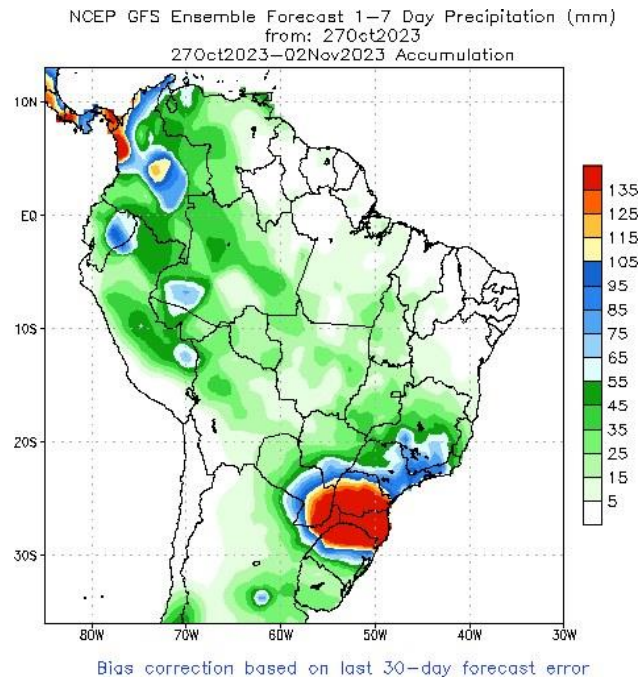 NCEP GFS Ensemble Forecast 1–7 Day Precipitation (mm)
from: 27Oct2023
27Oct2023–02Nov2023 Accumulation
10N
EQ
10S
20S
30S
80W
70W
60W
50W
40W
30W
135
125
115
105
95
85
75
65
55
45
35
25
15
5
Bias correction based on last 30–day forecast error